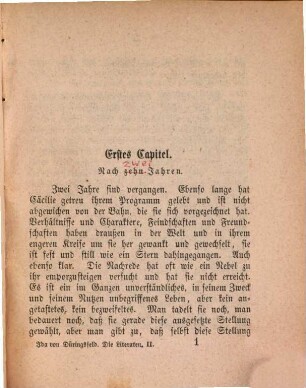 Erstes Capitel.
zwei
Nach zehn Jahren.
Zwei Jahre sind vergangen. Ebenso lange hat
Cäcilie getreu ihrem Programm gelebt und ist nicht
abgewichen von der Bahn, die sie sich vorgezeichnet hat.
Verhältnisse und Charaktere, Feindschaften und Freund-
schaften haben draußen in der Welt und in ihrem
engeren Kreise um sie her gewankt und gewechselt, sie
ist fest und still wie ein Stern dahingegangen. Auch
ebenso klar. Die Nachrede hat oft wie ein Nebel zu
ihr emporzusteigen versucht und hat sie nicht erreicht.
Es ist ein im Ganzen unverständliches, in seinem Zweck
und seinem Nutzen unbegriffenes Leben, aber kein an-
getastetes, kein bezweifeltes. Man tadelt sie noch, man
bedauert noch, daß sie gerade diese ausgesetzte Stellung
gewählt, aber man gibt zu, daß selbst diese Stellung
Ida von Düringsfeld. Die Literaten. II. 1